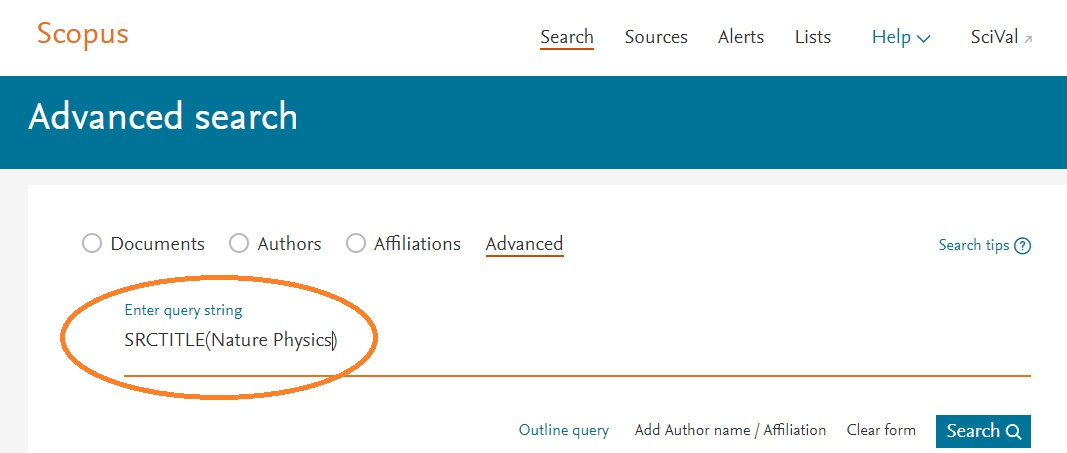 Scopus
Search Sources Alerts Lists Help SciVal
Advanced search
Documents Authors Affiliations Advanced
Search tips ?
Enter query string
SRCTITLE(Nature Physics)
Outline query Add Author name / Affiliation Clear form Search